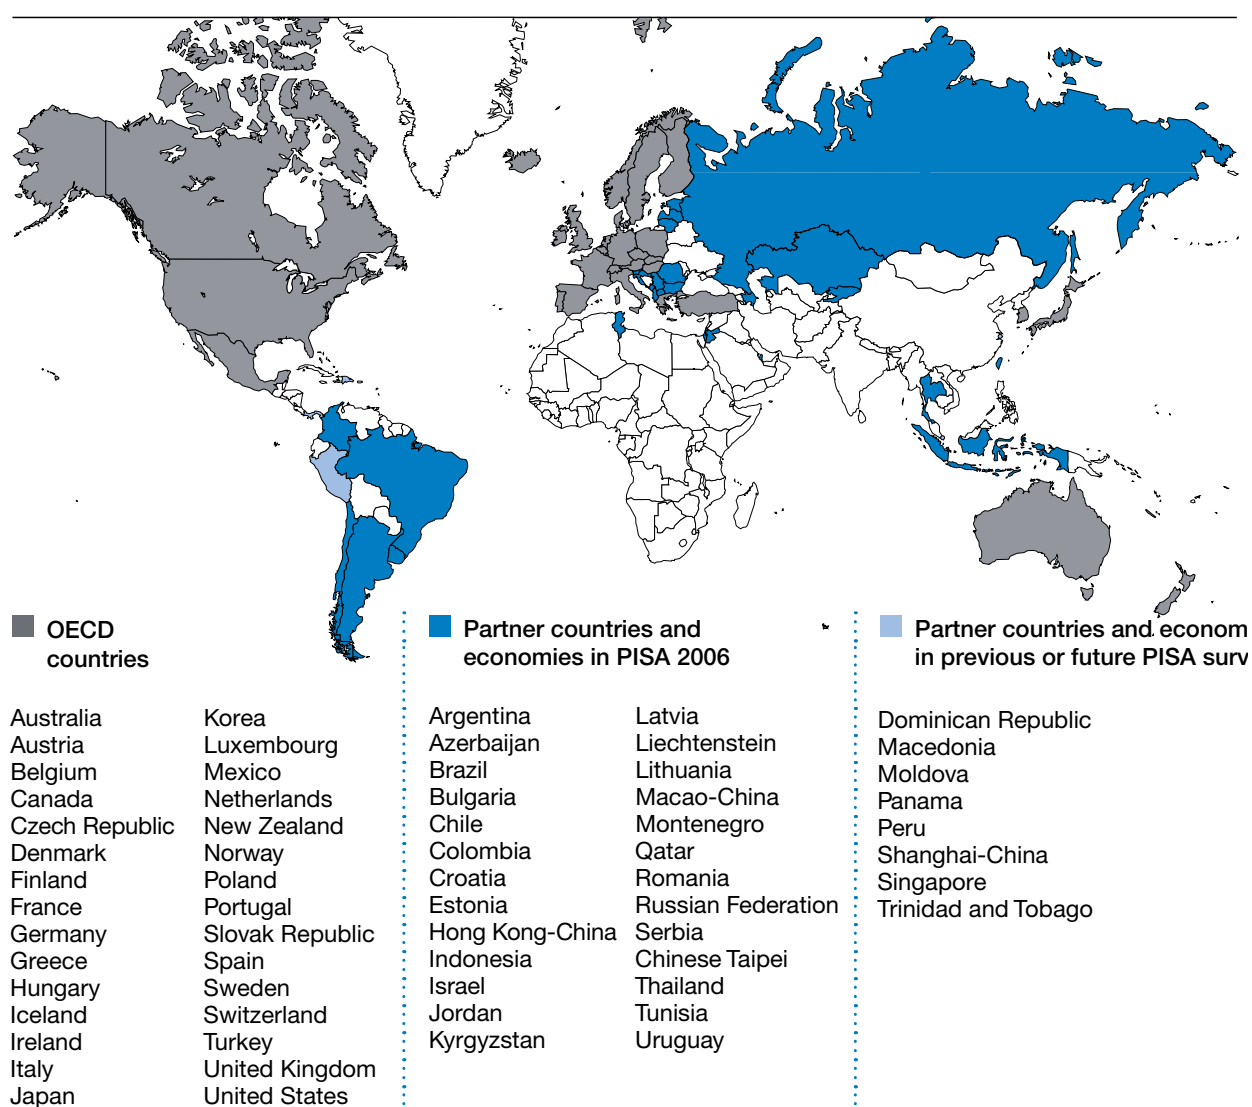 OECD
countries
Australia
Austria
Belgium
Canada
Czech Republic
Denmark
Finland
France
Germany
Greece
Hungary
Iceland
Ireland
Italy
Japan
Korea
Luxembourg
Mexico
Netherlands
New Zealand
Norway
Poland
Portugal
Slovak Republic
Spain
Sweden
Switzerland
Turkey
United Kingdom
United States
Partner countries and
economies in PISA 2006
Argentina
Azerbaijan
Brazil
Bulgaria
Chile
Colombia
Croatia
Estonia
Hong Kong-China
Indonesia
Israel
Jordan
Kyrgyzstan
Latvia
Liechtenstein
Lithuania
Macao-China
Montenegro
Qatar
Romania
Russian Federation
Serbia
Chinese Taipei
Thailand
Tunisia
Uruguay
Partner countries and econom
in previous or future PISA surv
Dominican Republic
Macedonia
Moldova
Panama
Peru
Shanghai-China
Singapore
Trinidad and Tobago